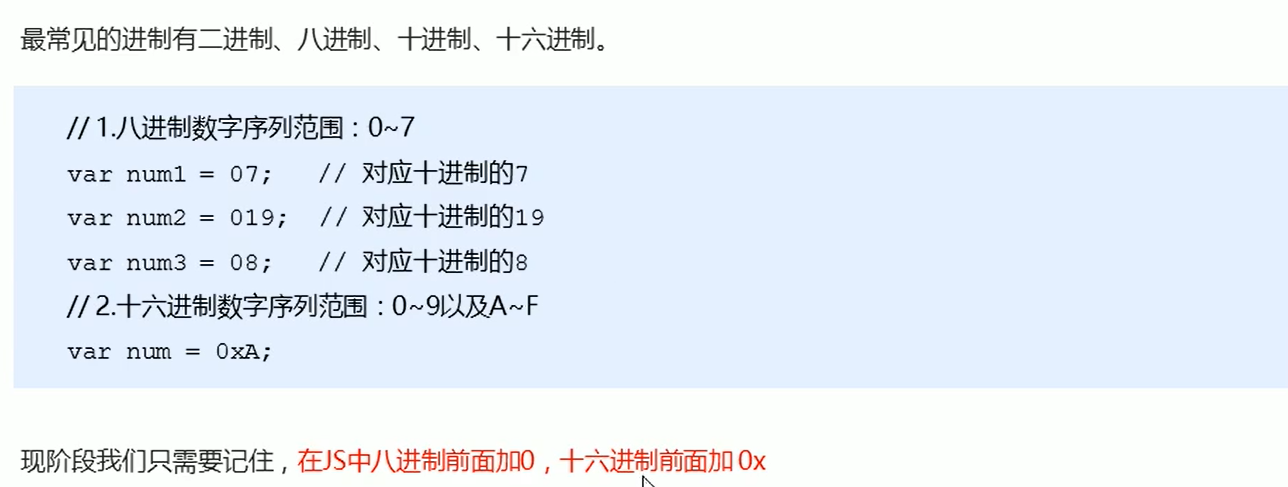 最常见的进制有二进制、八进制、十进制、十六进制。
// 1.八进制数字序列范围：0~7
var num1 = 07;   // 对应十进制的7
var num2 = 019;  // 对应十进制的19
var num3 = 08;   // 对应十进制的8
// 2.十六进制数字序列范围：0~9以及A~F
var num = 0xA;
现阶段我们只需要记住，在JS中八进制前面加0，十六进制前面加 0x